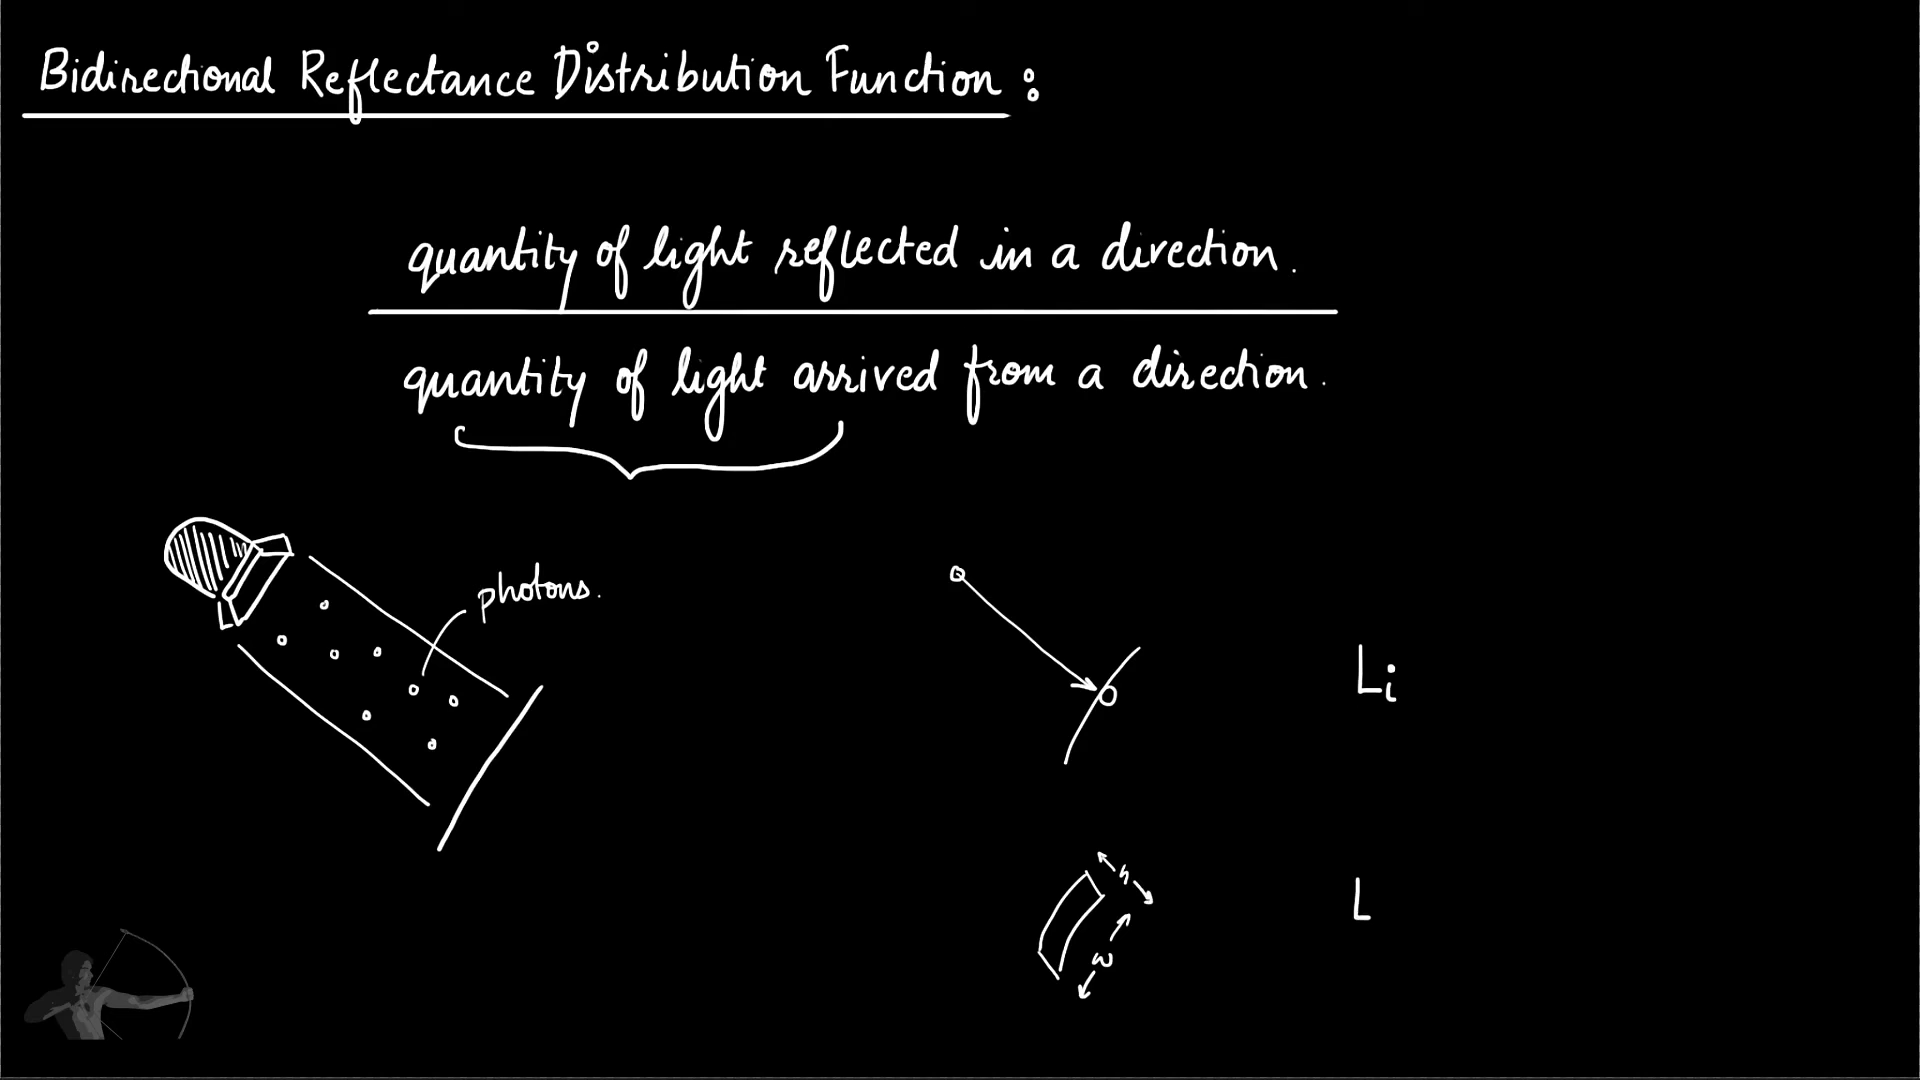 Bidirectional Reflectance Distribution Function :
quantity of light reflected in a direction.
quantity of light arrived from a direction.
photons.
Li
h
L
w